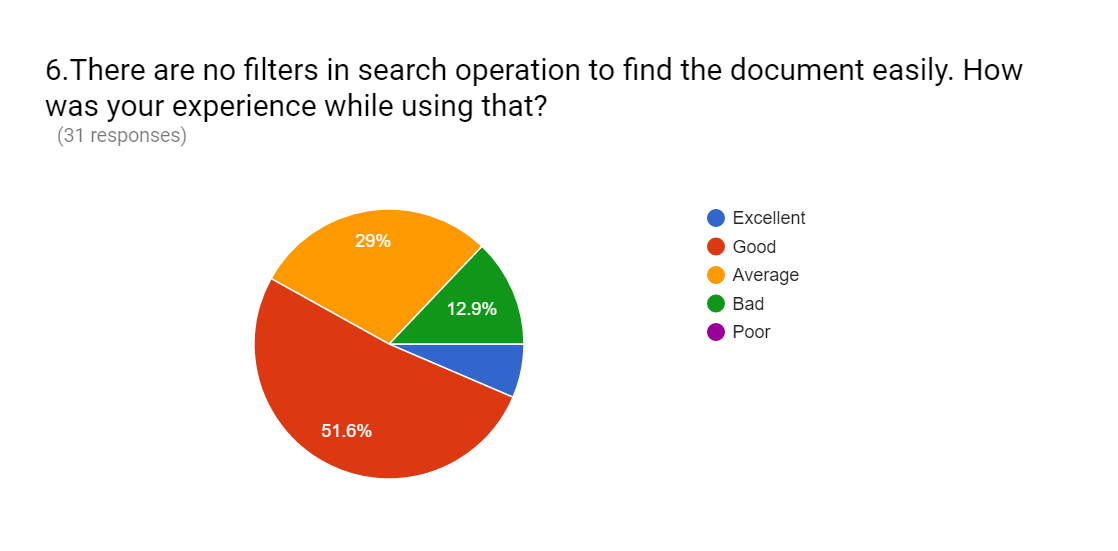 6.There are no filters in search operation to find the document easily. How
was your experience while using that?
(31 responses)
29%
12.9%
51.6%
Excellent
Good
Average
Bad
Poor